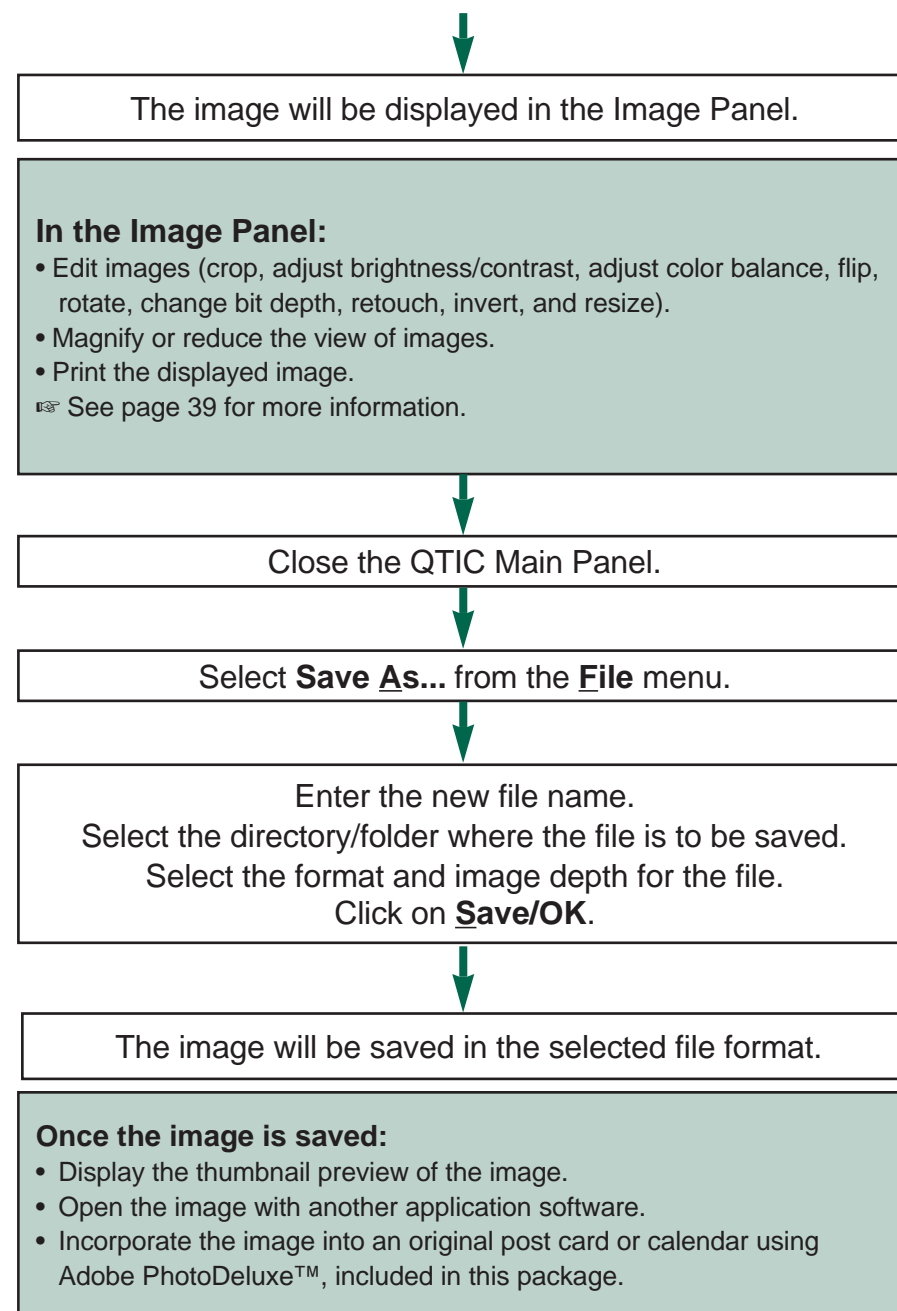 The image will be displayed in the Image Panel.
In the Image Panel:
• Edit images (crop, adjust brightness/contrast, adjust color balance, flip,
rotate, change bit depth, retouch, invert, and resize).
• Magnify or reduce the view of images.
• Print the displayed image.
☞ See page 39 for more information.
Close the QTIC Main Panel.
Select Save As... from the File menu.
Enter the new file name.
Select the directory/folder where the file is to be saved.
Select the format and image depth for the file.
Click on Save/OK.
The image will be saved in the selected file format.
Once the image is saved:
• Display the thumbnail preview of the image.
• Open the image with another application software.
• Incorporate the image into an original post card or calendar using
Adobe PhotoDeluxe™, included in this package.